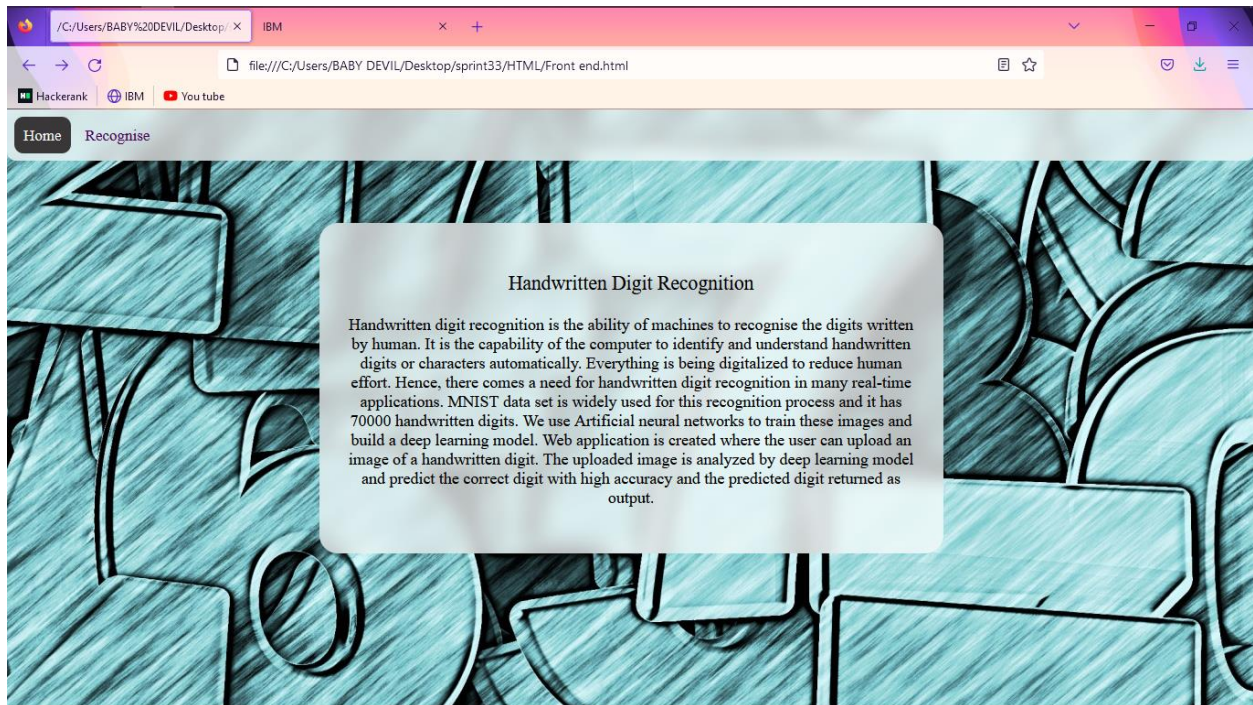 /C:/Users/BABY%20DEVIL/Desktop/
IBM
file:///C:/Users/BABY DEVIL/Desktop/sprint33/HTML/Front end.html
Hackerank IBM You tube
Home Recognise
Handwritten Digit Recognition
Handwritten digit recognition is the ability of machines to recognise the digits written
by human. It is the capability of the computer to identify and understand handwritten
digits or characters automatically. Everything is being digitalized to reduce human
effort. Hence, there comes a need for handwritten digit recognition in many real-time
applications. MNIST data set is widely used for this recognition process and it has
70000 handwritten digits. We use Artificial neural networks to train these images and
build a deep learning model. Web application is created where the user can upload an
image of a handwritten digit. The uploaded image is analyzed by deep learning model
and predict the correct digit with high accuracy and the predicted digit returned as
output.